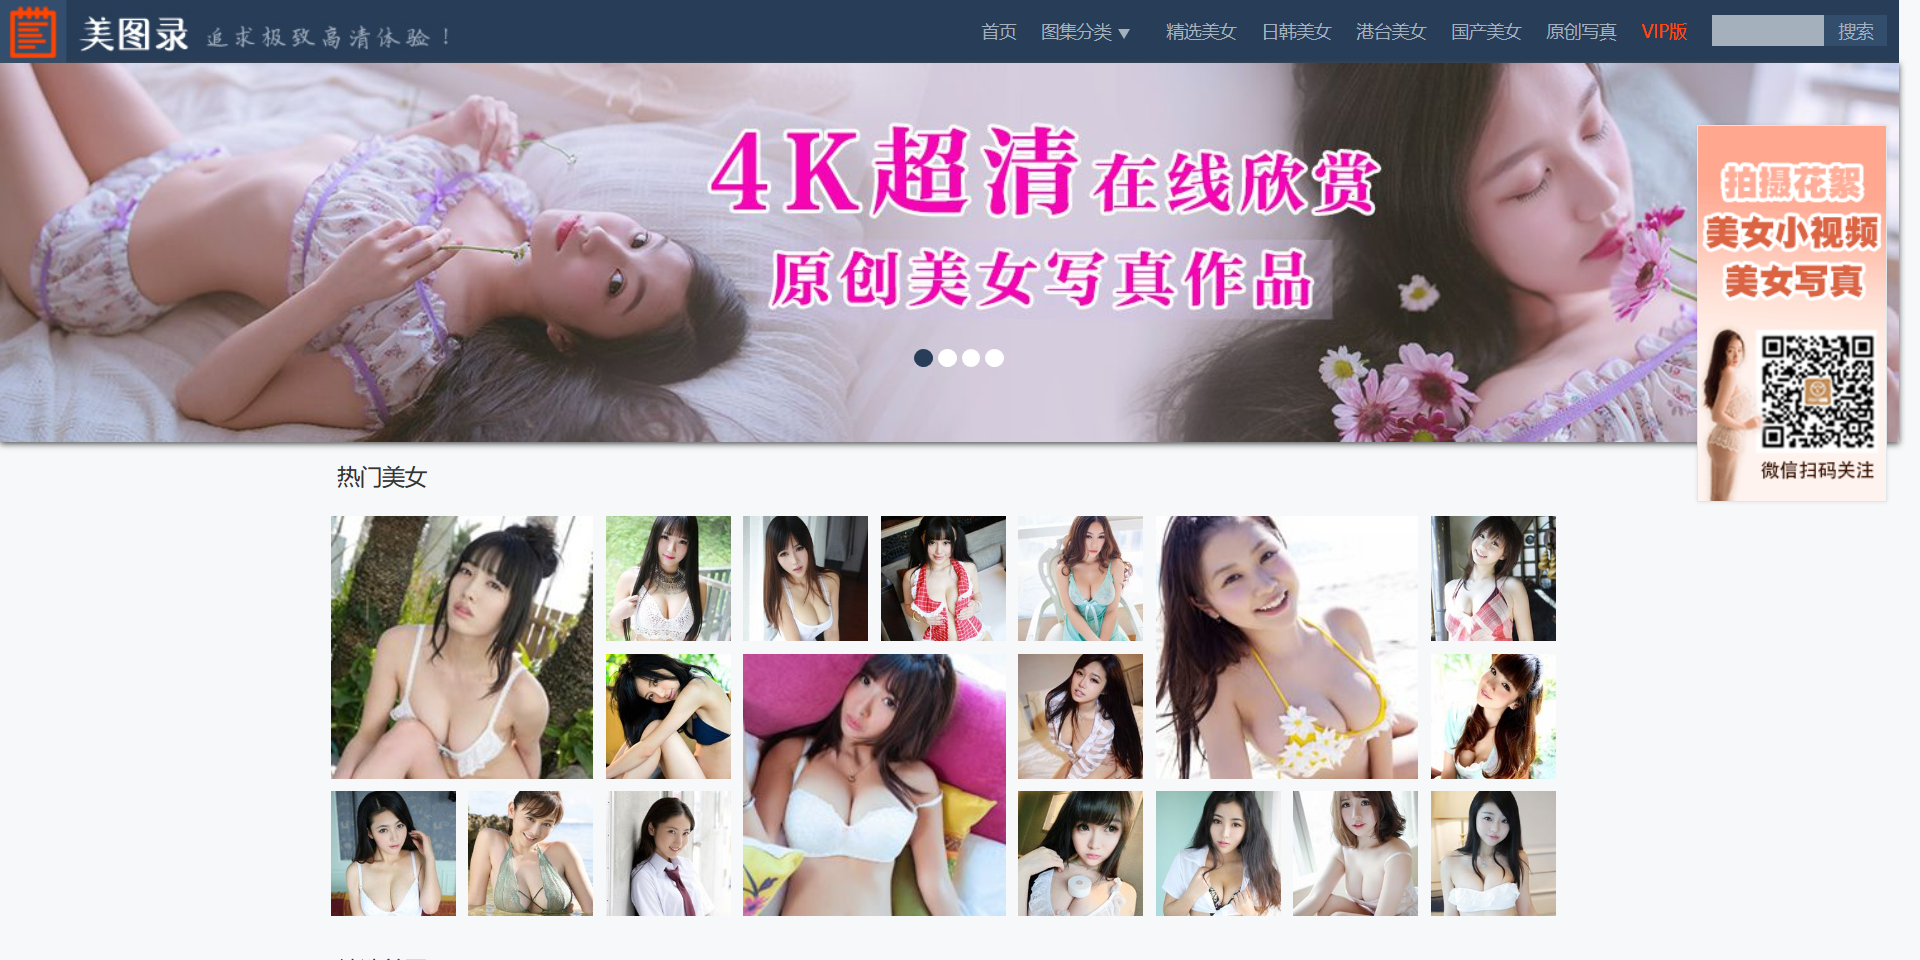 美图录 追求极致高清体验！
首页 图集分类▼ 精选美女 日韩美女 港台美女 国产美女 原创写真 VIP版 搜索
4K超清在线欣赏
原创美女写真作品
拍摄花絮
美女小视频
美女写真
微信扫码关注
热门美女